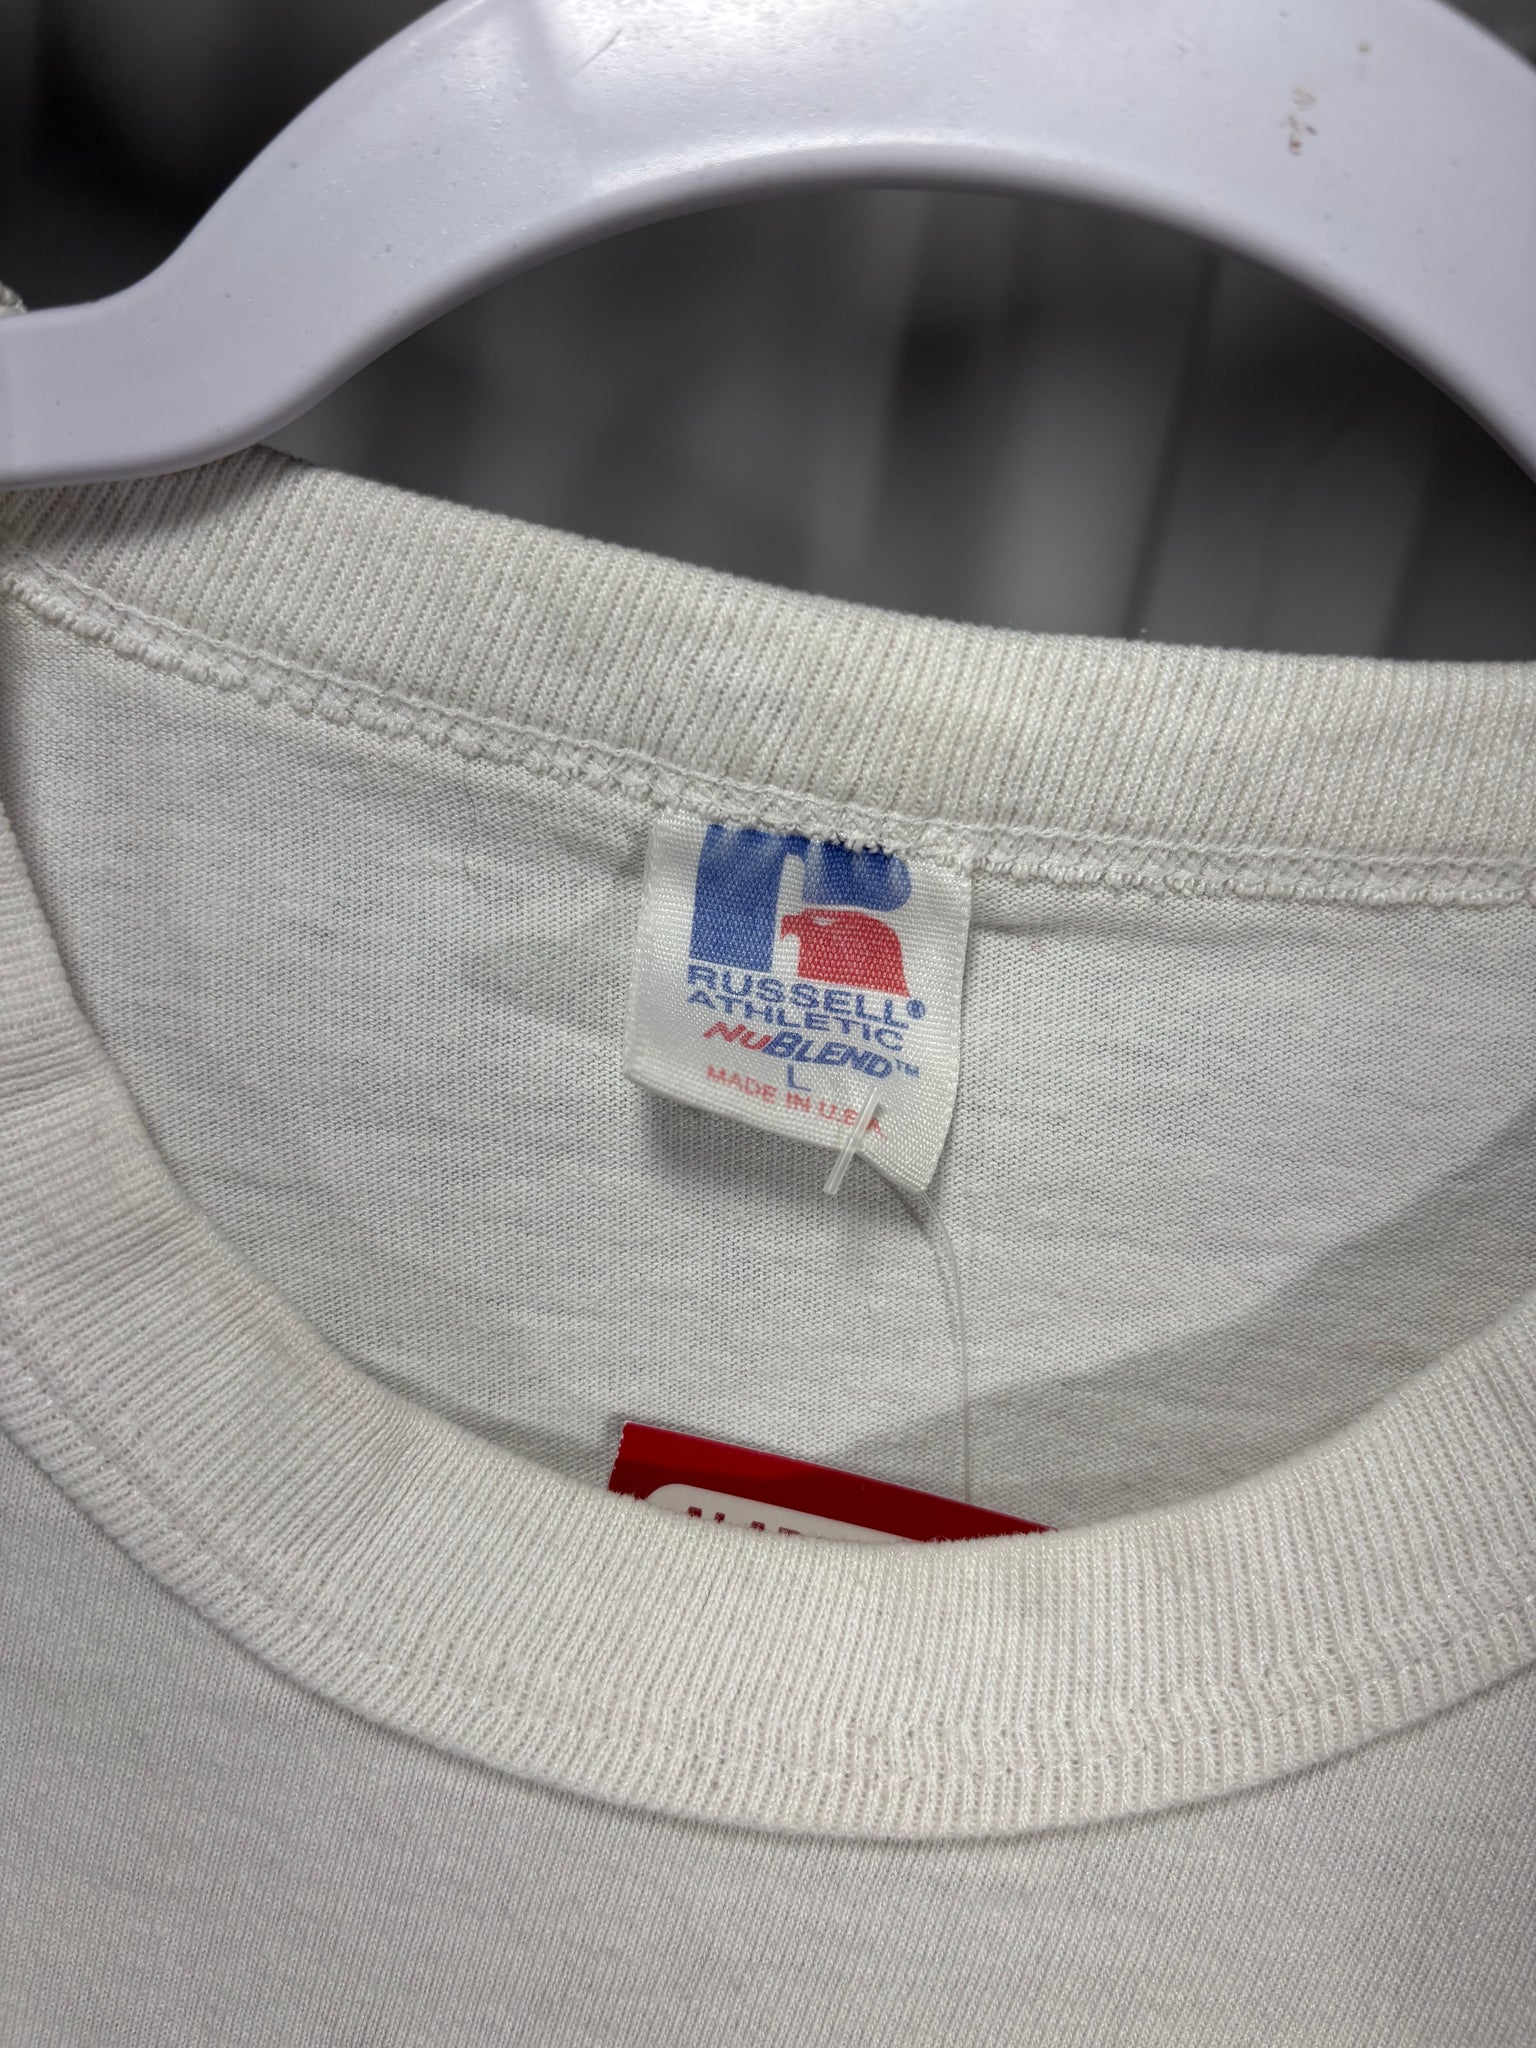 RUSSELL®
ATHLETIC
NUBLEND™
L
MADE IN U.S.A.